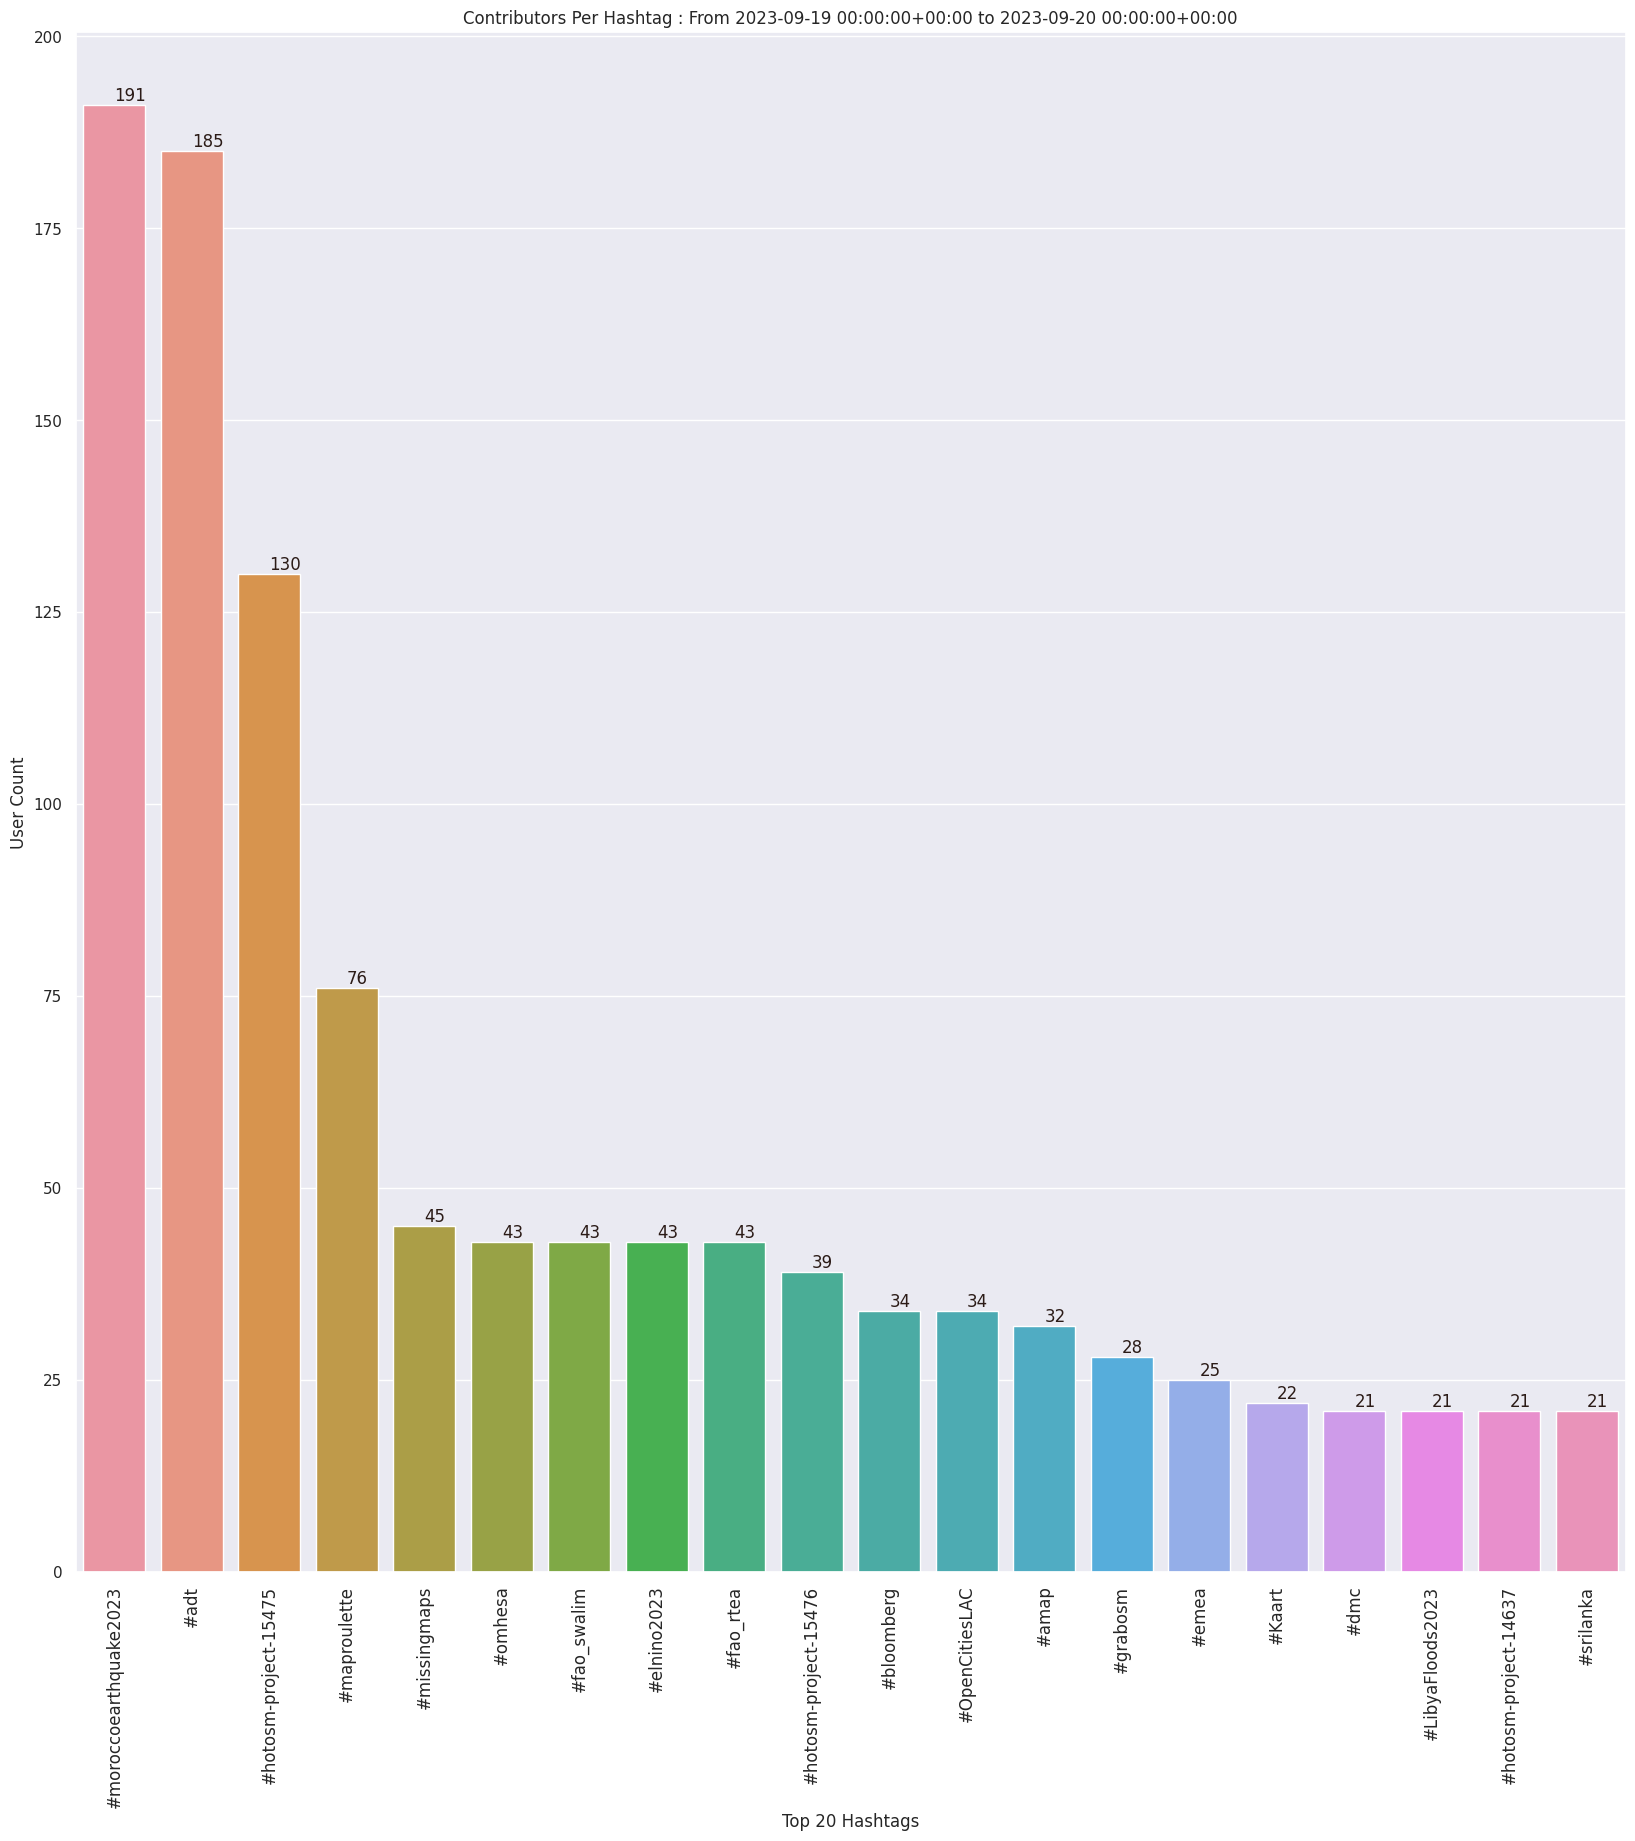 Contributors Per Hashtag : From 2023-09-19 00:00:00+00:00 to 2023-09-20 00:00:00+00:00
200
175
150
125
100
75
50
25
0
User Count
191
185
130
76
45
43
43
43
43
39
34
34
32
28
25
22
21
21
21
21
#moroccoearthquake2023
#adt
#hotosm-project-15475
#maproulette
#missingmaps
#omhesa
#fao_swalim
#elnino2023
#fao_rtea
#hotosm-project-15476
#bloomberg
#OpenCitiesLAC
#amap
#grabosm
#emea
#Kaart
#dmc
#LibyaFloods2023
#hotosm-project-14637
#srilanka
Top 20 Hashtags